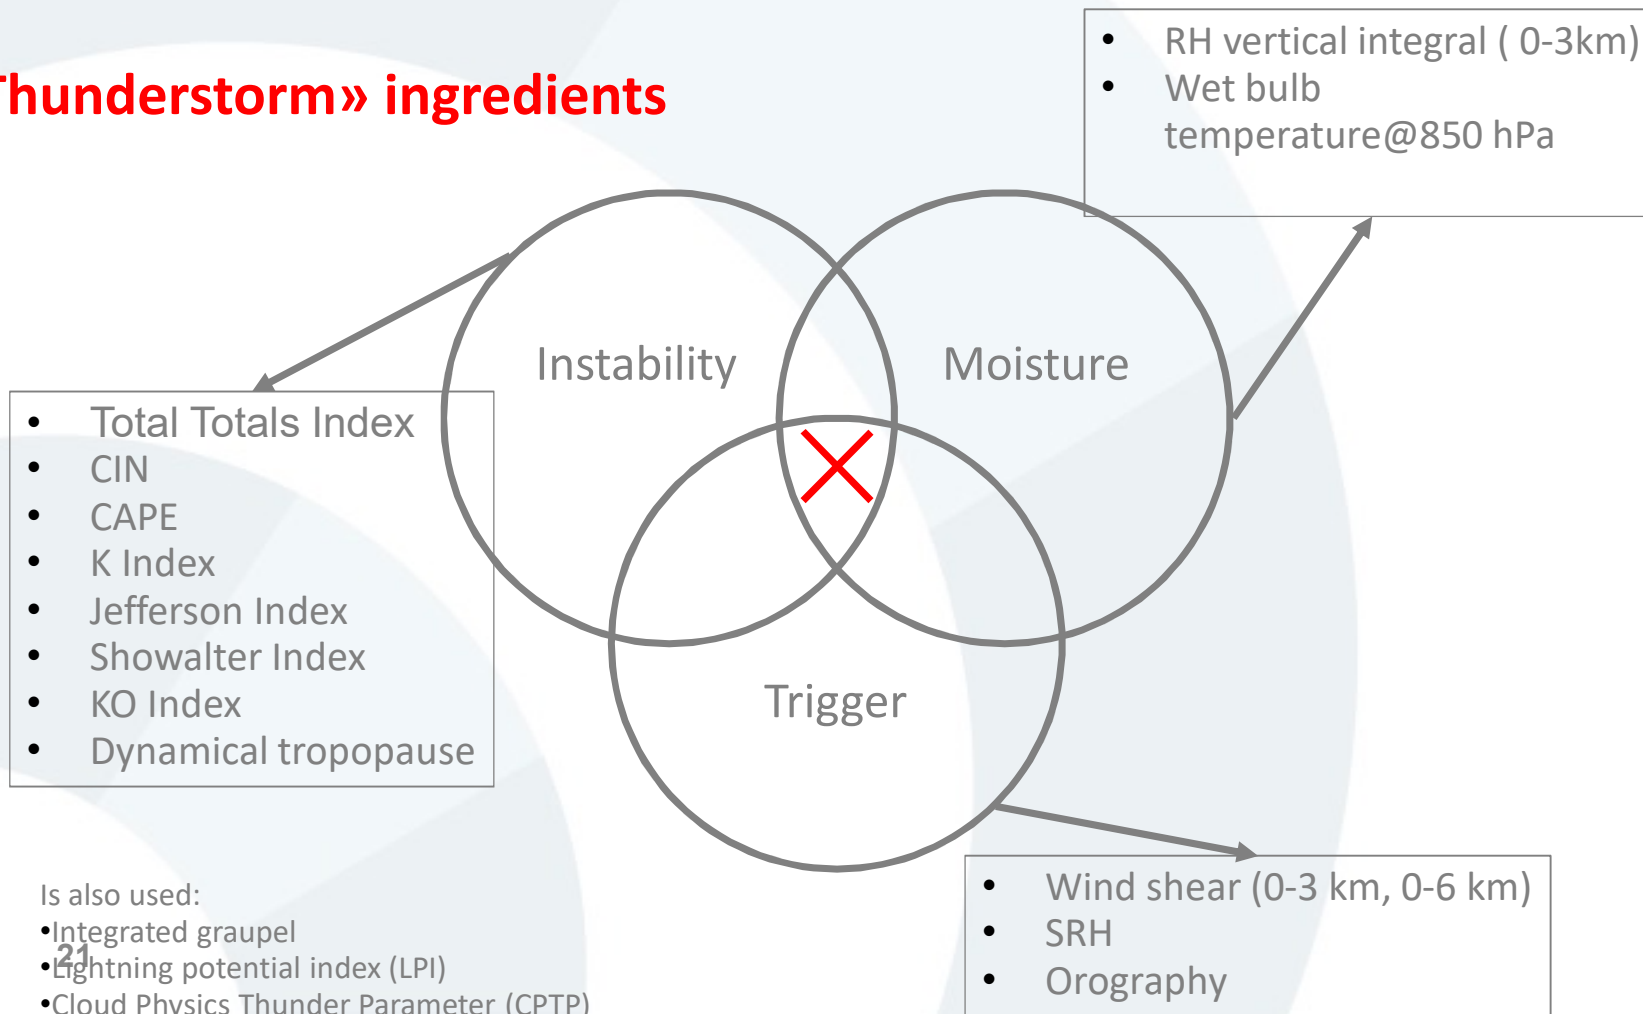 Thunderstorm» ingredients
• RH vertical integral ( 0-3km)
• Wet bulb
temperature@850 hPa
Instability
Moisture
Trigger
• Total Totals Index
• CIN
• CAPE
• K Index
• Jefferson Index
• Showalter Index
• KO Index
• Dynamical tropopause
• Wind shear (0-3 km, 0-6 km)
• SRH
• Orography
Is also used:
•Integrated graupel
21
•Lightning potential index (LPI)
•Cloud Physics Thunder Parameter (CPTP)